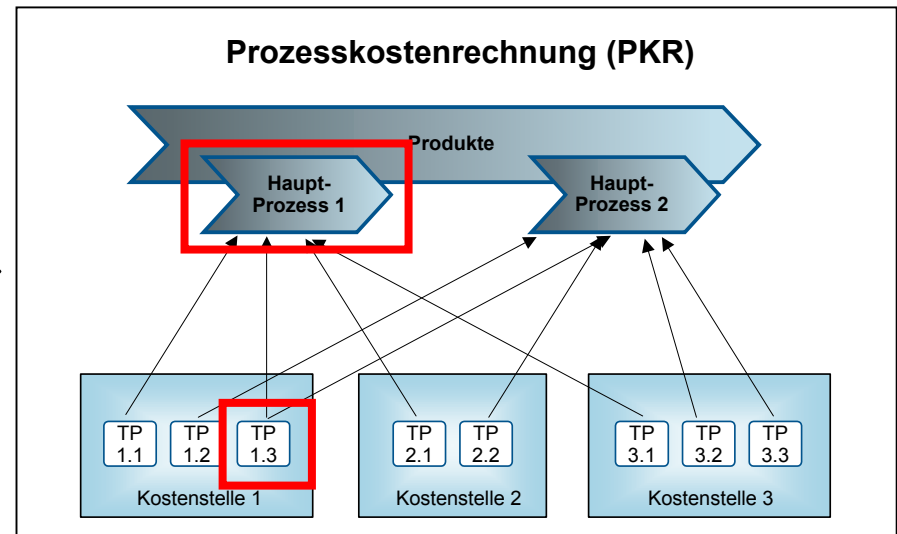 Prozesskostenrechnung (PKR)
Produkte
Haupt-
Prozess 1
Haupt-
Prozess 2
TP
1.1
TP
1.2
TP
1.3
TP
2.1
TP
2.2
TP
3.1
TP
3.2
TP
3.3
Kostenstelle 1
Kostenstelle 2
Kostenstelle 3